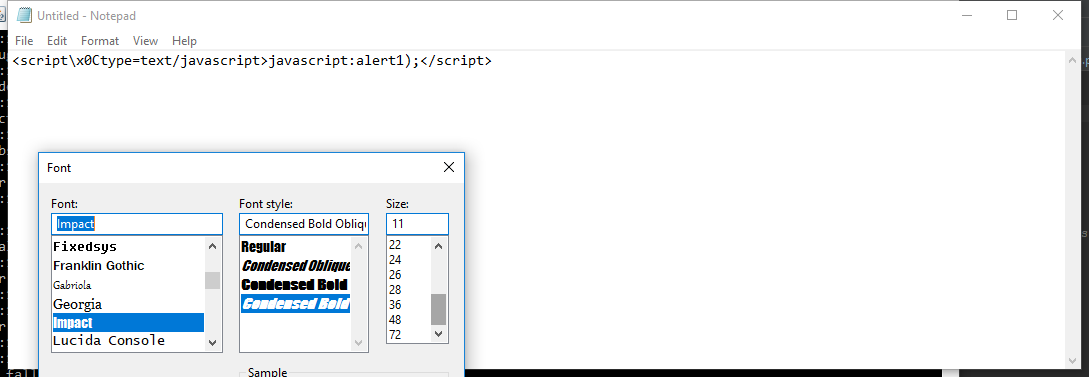 Untitled - Notepad
File Edit Format View Help
<script\x0Ctype=text/javascript>javascript:alert1);</script>
Font
Font: Font style: Size:
Impact Condensed Bold Obliqu 11
Fixedsys Regular 22
Franklin Gothic Condensed Oblique 24
Gabriola Condensed Bold 26
Georgia Condensed Bold 28
Impact 36
Lucida Console 48
72
Sample